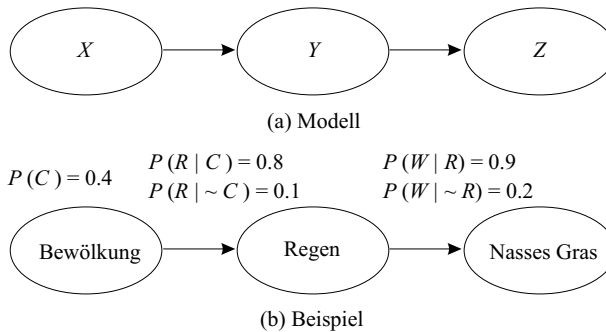 X Y Z
(a) Modell
P (C ) = 0.4
P (R | C ) = 0.8
P (R | ~ C ) = 0.1
P (W | R) = 0.9
P (W | ~ R) = 0.2
Bewölkung Regen Nasses Gras
(b) Beispiel